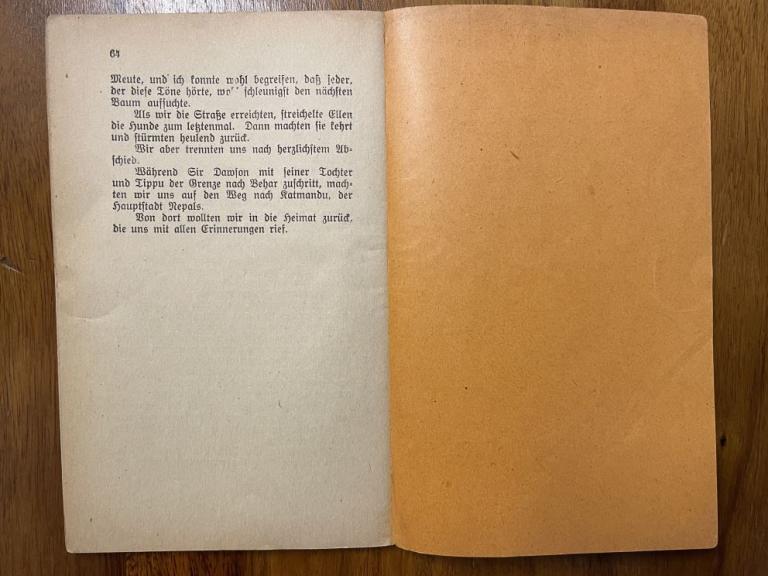 64
Meute, und ich konnte wohl begreifen, daß jeder,
der diese Töne hörte, schleunigst den nächsten
Baum aufsuchte.
Als wir die Straße erreichten, streichelte Ellen
die Hunde zum letztenmal. Dann machten sie kehrt
und stürmten heulend zurück.
Wir aber trennten uns nach herzlichstem Ab-
schied.
Während Sir Dawson mit seiner Tochter
und Tippu der Grenze nach Behar zuschritt, mach-
ten wir uns auf den Weg nach Katmandu, der
Hauptstadt Nepals.
Von dort wollten wir in die Heimat zurück,
die uns mit allen Erinnerungen rief.